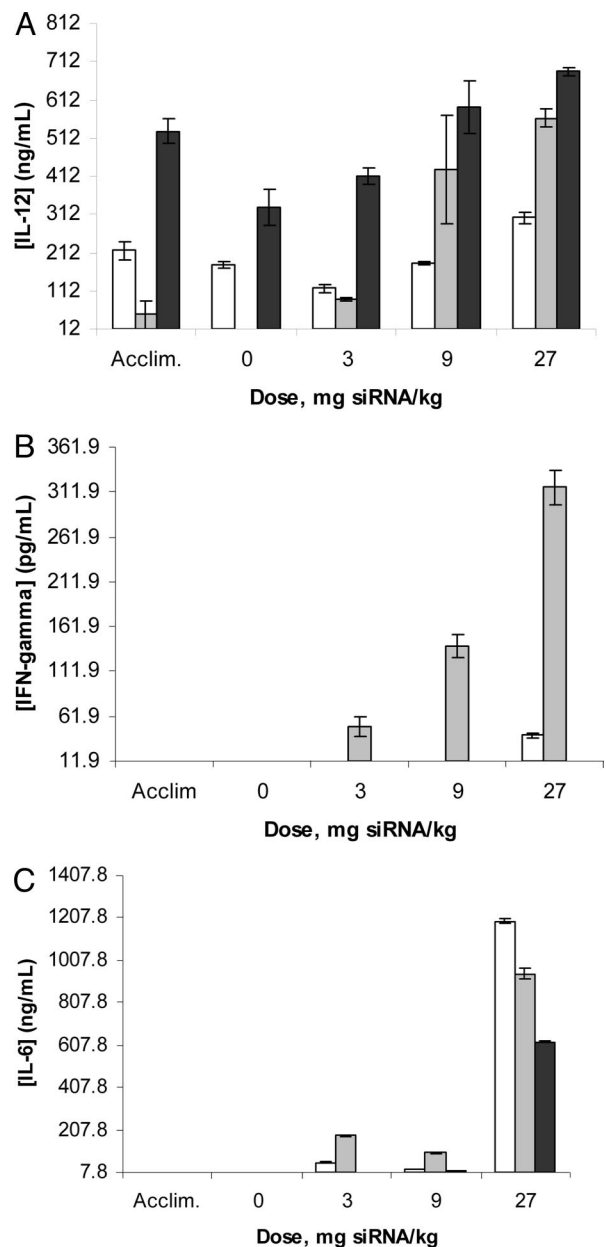 A
[IL-12] (ng/mL)
812
712
612
512
412
312
212
112
12
Acclim. 0 3 9 27
Dose, mg siRNA/kg
B
[IFN-gamma] (pg/mL)
361.9
311.9
261.9
211.9
161.9
111.9
61.9
11.9
Acclim 0 3 9 27
Dose, mg siRNA/kg
C
[IL-6] (ng/mL)
1407.8
1207.8
1007.8
807.8
607.8
407.8
207.8
7.8
Acclim. 0 3 9 27
Dose, mg siRNA/kg